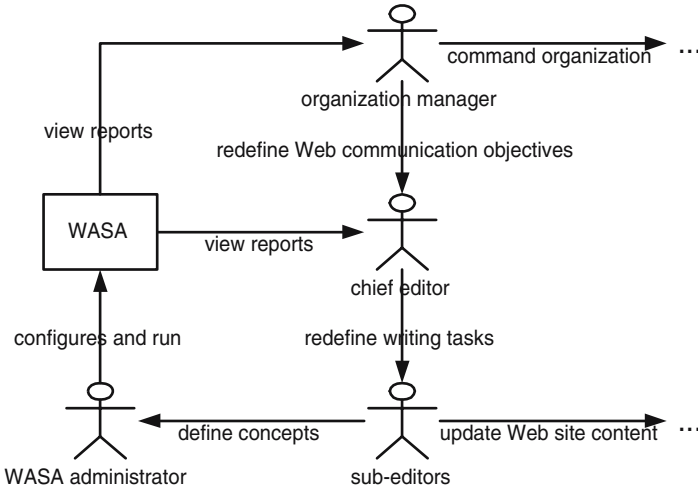 command organization
...
organization manager
view reports
redefine Web communication objectives
WASA
view reports
chief editor
configures and run
redefine writing tasks
define concepts
update Web site content
...
WASA administrator
sub-editors